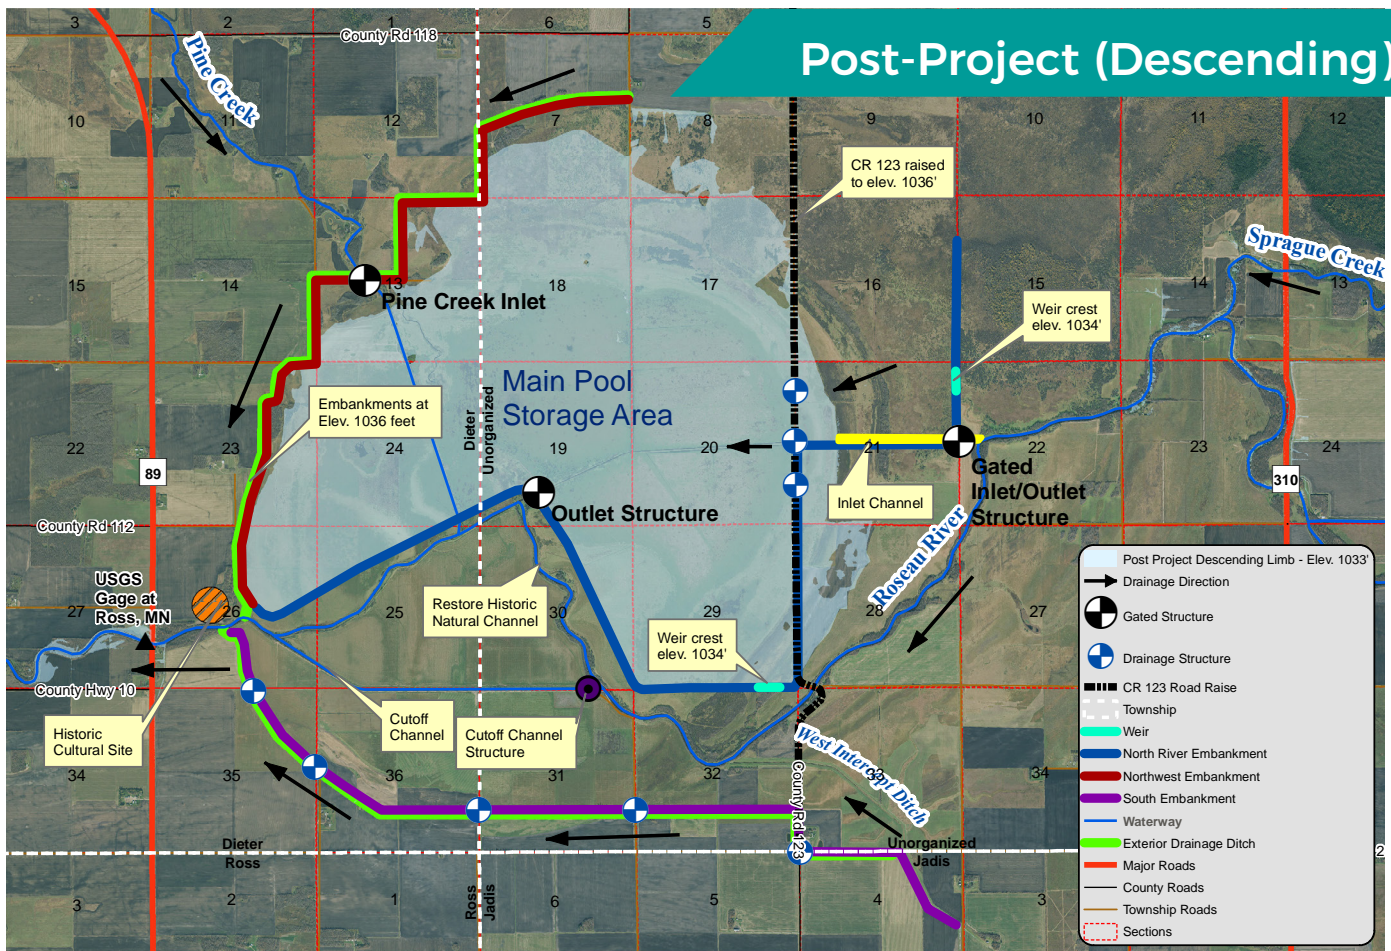 Post-Project (Descending)
3
2
1
6
5
County Rd 118
Pine Creek
10
11
12
7
8
9
10
11
12
CR 123 raised
to elev. 1036'
Sprague Creek
15
14
13
18
17
16
15
14
13
Pine Creek Inlet
Weir crest
elev. 1034'
Main Pool
Storage Area
Dieter
Unorganized
Embankments at
Elev. 1036 feet
22
23
24
19
20
21
22
23
24
89
310
Gated
Inlet/Outlet
Structure
Inlet Channel
Outlet Structure
County Rd 112
Roseau River
USGS
Gage at
Ross, MN
27
26
25
30
29
28
27
Restore Historic
Natural Channel
Weir crest
elev. 1034'
County Hwy 10
Historic
Cultural Site
Cutoff
Channel
Cutoff Channel
Structure
West Intercept Ditch
34
35
36
31
32
33
34
County Rd 123
Dieter
Ross
Unorganized
Jadis
2
Ross
Jadis
3
2
1
6
5
4
3
Post Project Descending Limb - Elev. 1033'
Drainage Direction
Gated Structure
Drainage Structure
CR 123 Road Raise
Township
Weir
North River Embankment
Northwest Embankment
South Embankment
Waterway
Exterior Drainage Ditch
Major Roads
County Roads
Township Roads
Sections